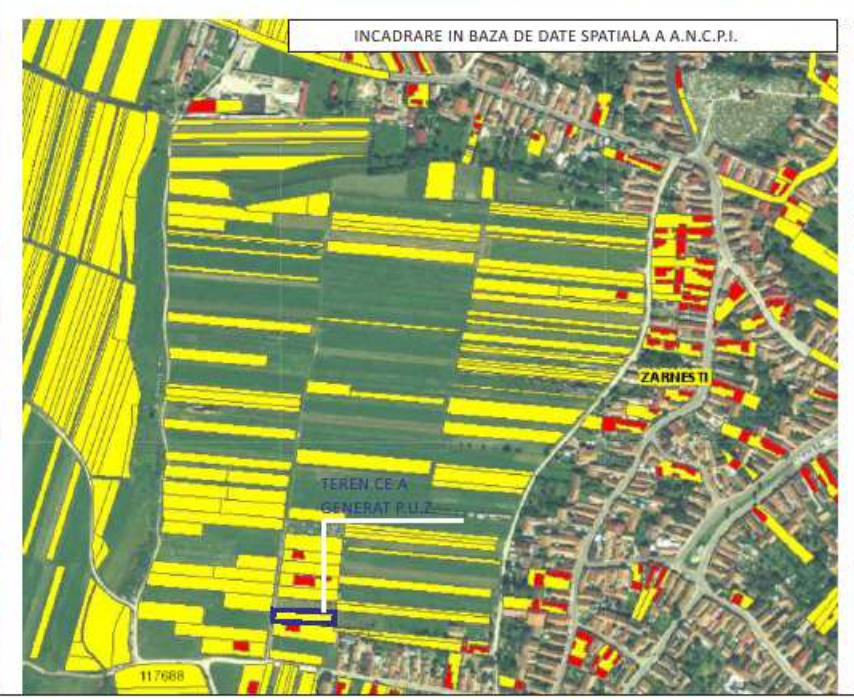 INCADRARE IN BAZA DE DATE SPATIALA A A.N.C.P.I.
ZARNESTI
TEREN CE A
GENERAT P.U.Z.
117688